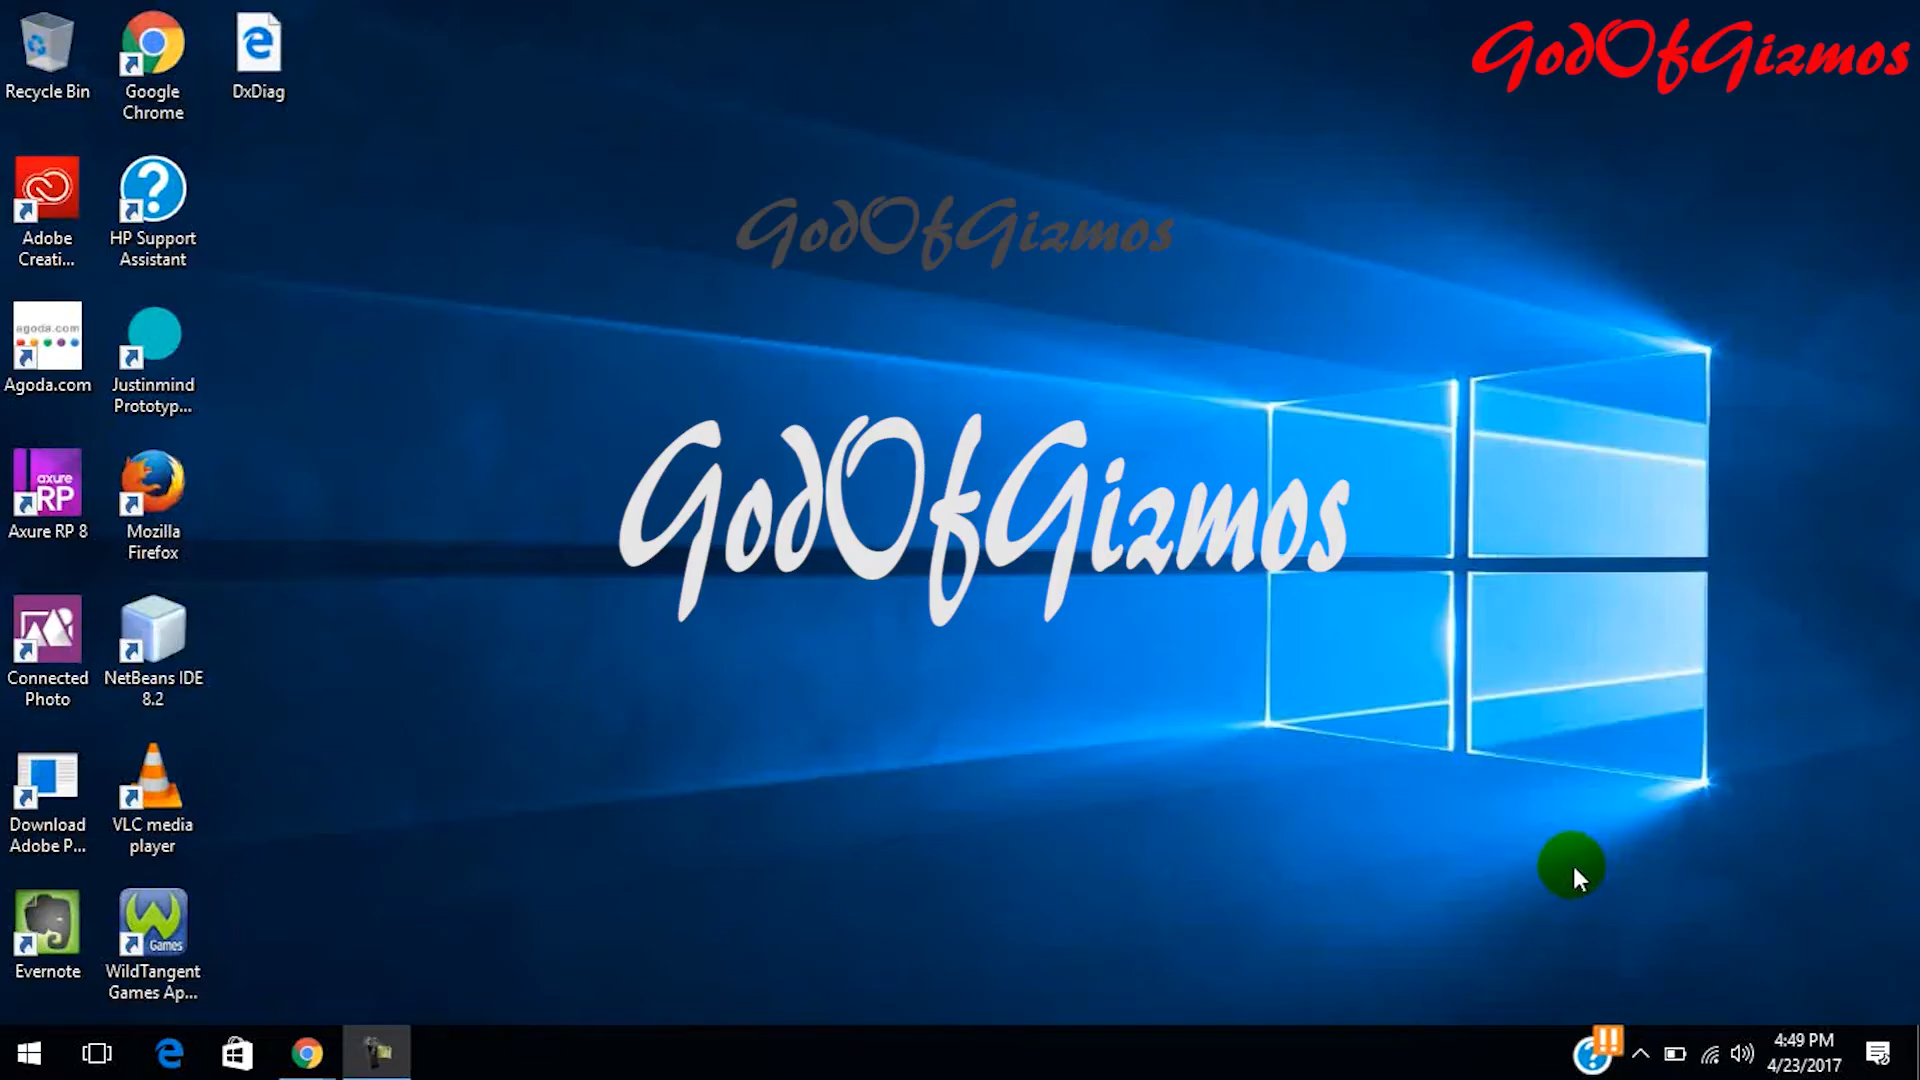 Recycle Bin
Google
Chrome
DxDiag
GodOfGizmos
Adobe
Creati...
HP Support
Assistant
GodOfGizmos
agoda.com
Agoda.com
Justinmind
Prototyp...
GodOfGizmos
axure
RP
Axure RP 8
Mozilla
Firefox
Connected
Photo
NetBeans IDE
8.2
Download
Adobe P...
VLC media
player
Evernote
Games
WildTangent
Games Ap...
4:49 PM
4/23/2017